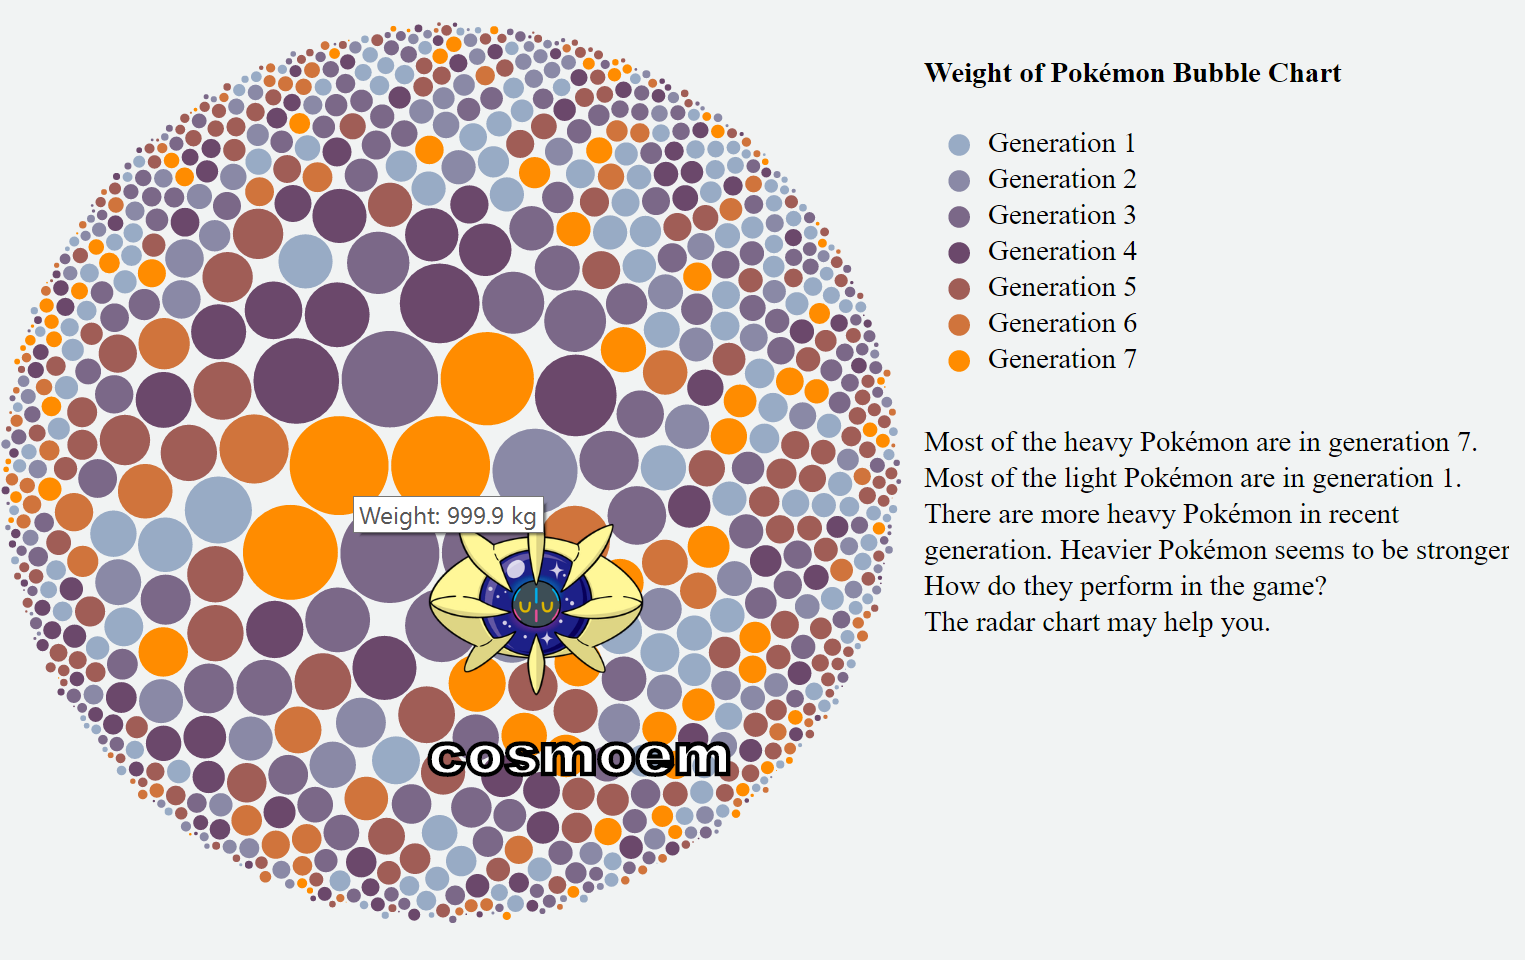 Weight of Pokémon Bubble Chart
Generation 1
Generation 2
Generation 3
Generation 4
Generation 5
Generation 6
Generation 7
Most of the heavy Pokémon are in generation 7.
Most of the light Pokémon are in generation 1.
There are more heavy Pokémon in recent
generation. Heavier Pokémon seems to be stronger
How do they perform in the game?
The radar chart may help you.
Weight: 999.9 kg
cosmoem